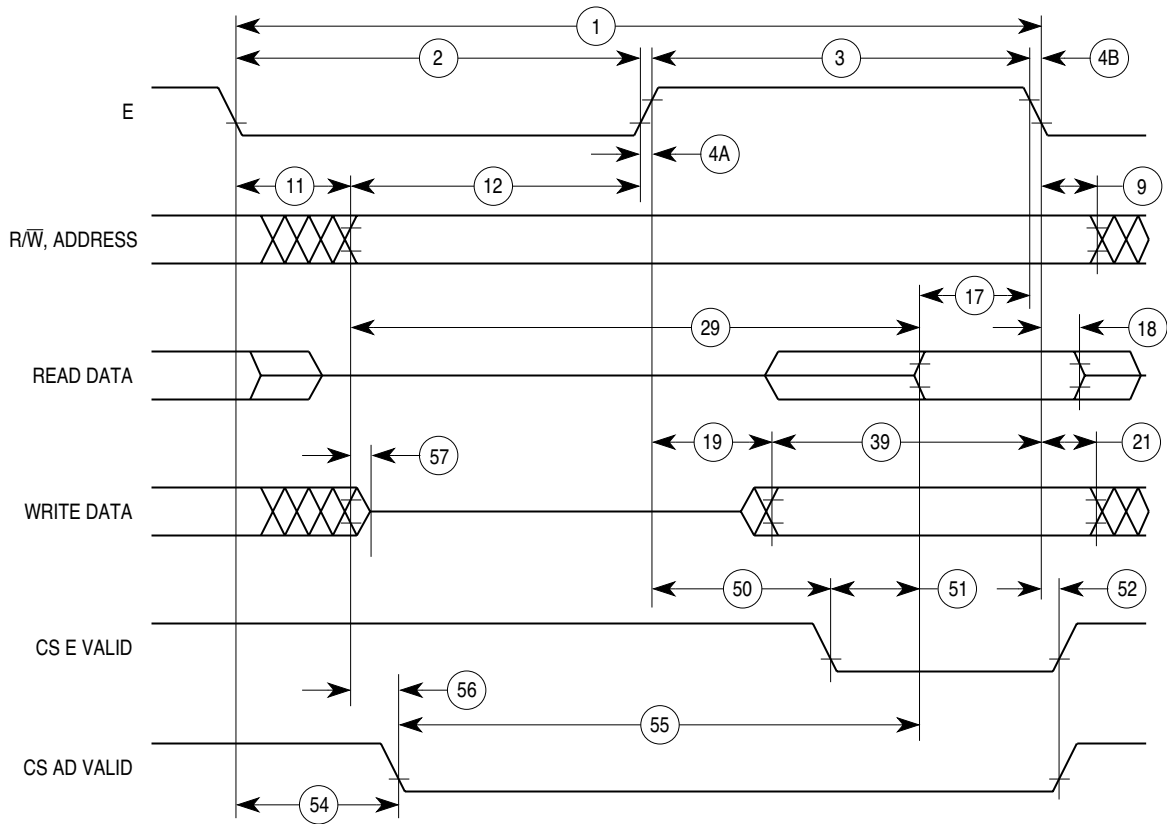 1
2
3
4B
E
4A
11
12
9
R/W̅, ADDRESS
17
29
18
READ DATA
19
39
21
57
WRITE DATA
50
51
52
CS E VALID
56
55
CS AD VALID
54